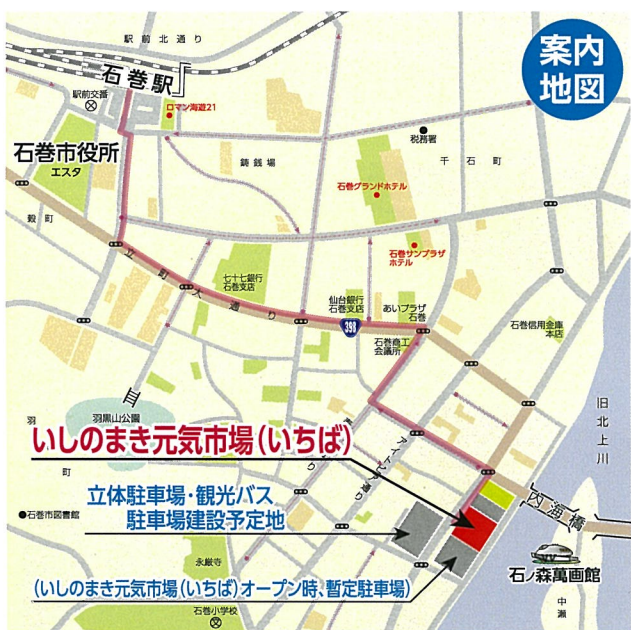 案内
地図
駅前北通り
石巻駅
駅前交番
ロマン海遊21
石巻市役所
エスタ
税務署
鋳銭場
千石町
石巻グランドホテル
穀町
石巻サンプラザ
ホテル
立町大通り
七十七銀行
石巻支店
仙台銀行
石巻支店
あいプラザ
石巻
398
石巻商工
会議所
石巻信用金庫
本店
旧北上川
羽黒山公園
アイトピア通り
いしのまき元気市場(いちば)
羽
町
立体駐車場・観光バス
駐車場建設予定地
内海橋
石巻市図書館
石ノ森萬画館
永厳寺
(いしのまき元気市場(いちば)オープン時、暫定駐車場)
中瀬
石巻小学校